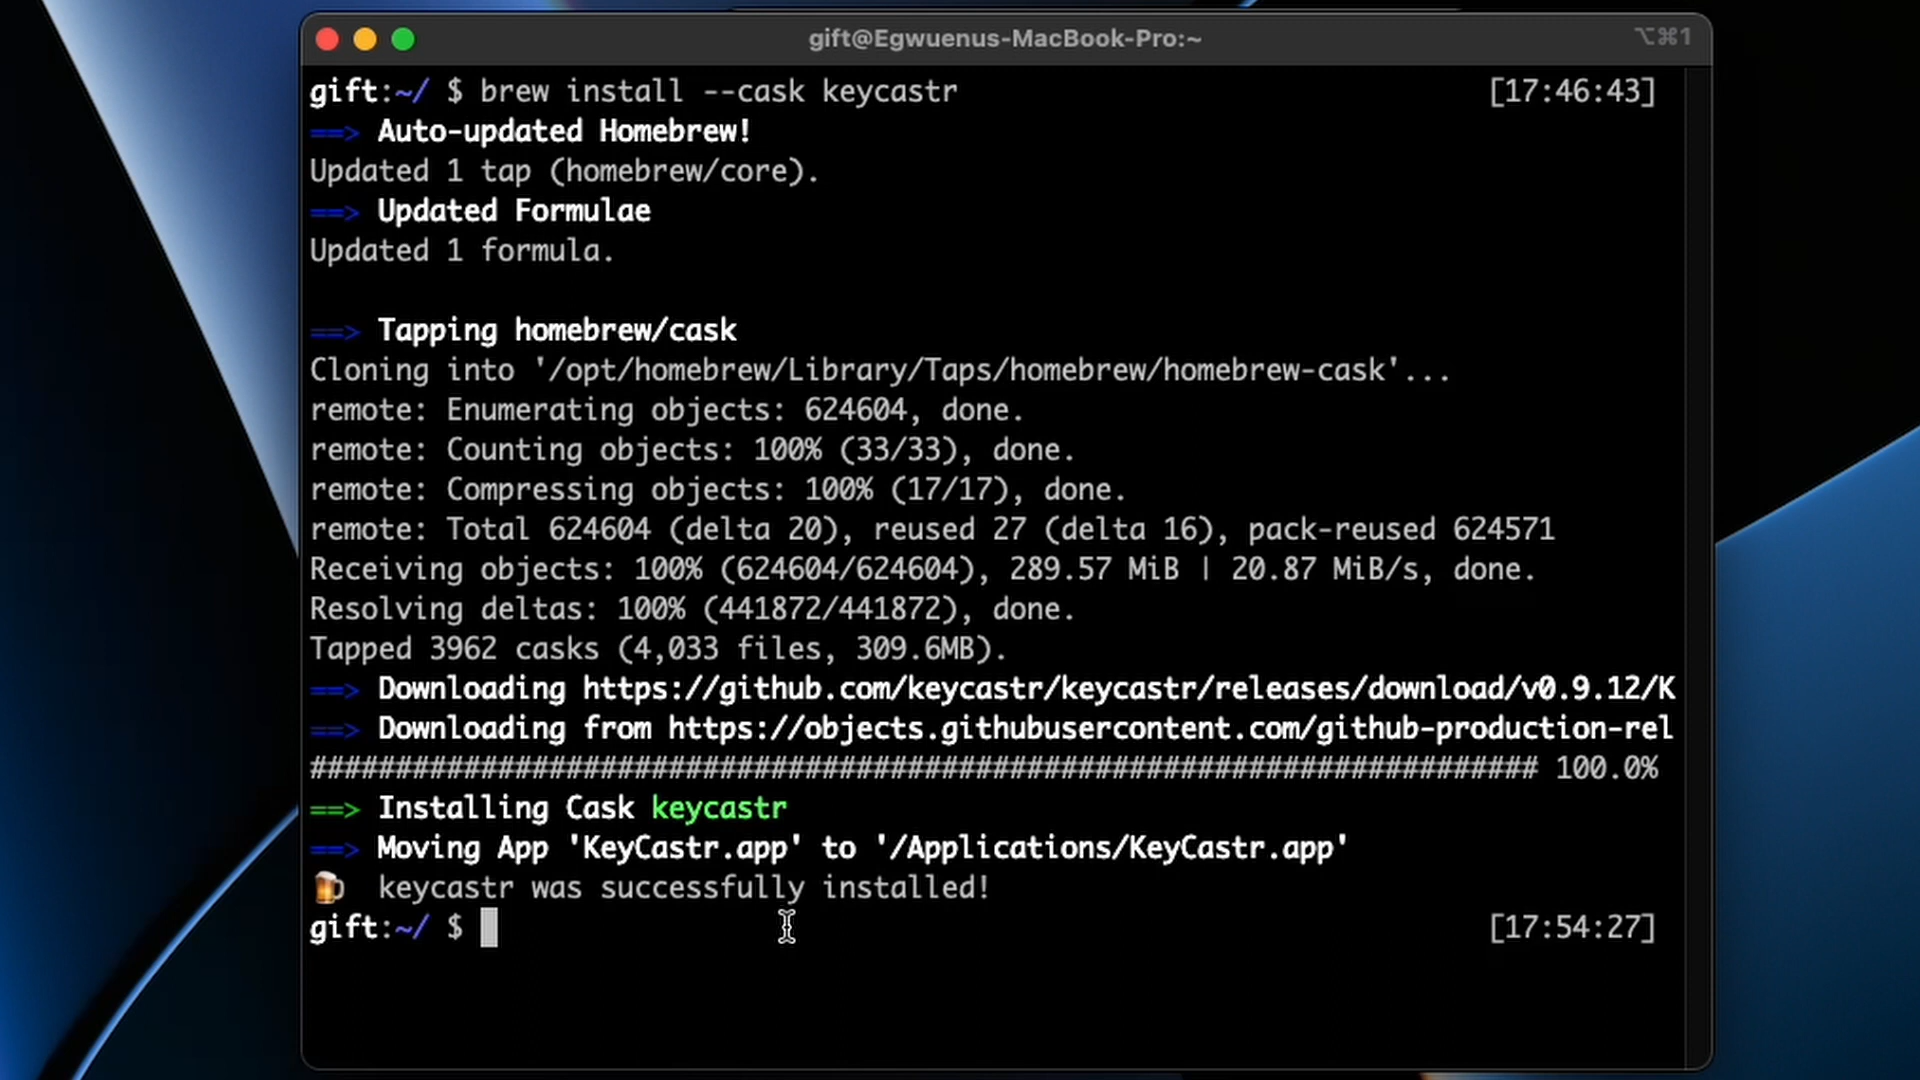 gift@Egwuenus-MacBook-Pro:~ ⌥⌘1
gift:~/ $ brew install --cask keycastr [17:46:43]
==> Auto-updated Homebrew!
Updated 1 tap (homebrew/core).
==> Updated Formulae
Updated 1 formula.
==> Tapping homebrew/cask
Cloning into '/opt/homebrew/Library/Taps/homebrew/homebrew-cask'...
remote: Enumerating objects: 624604, done.
remote: Counting objects: 100% (33/33), done.
remote: Compressing objects: 100% (17/17), done.
remote: Total 624604 (delta 20), reused 27 (delta 16), pack-reused 624571
Receiving objects: 100% (624604/624604), 289.57 MiB | 20.87 MiB/s, done.
Resolving deltas: 100% (441872/441872), done.
Tapped 3962 casks (4,033 files, 309.6MB).
==> Downloading https://github.com/keycastr/keycastr/releases/download/v0.9.12/K
==> Downloading from https://objects.githubusercontent.com/github-production-rel
######################################################################## 100.0%
==> Installing Cask keycastr
==> Moving App 'KeyCastr.app' to '/Applications/KeyCastr.app'
🍺 keycastr was successfully installed!
gift:~/ $ [17:54:27]